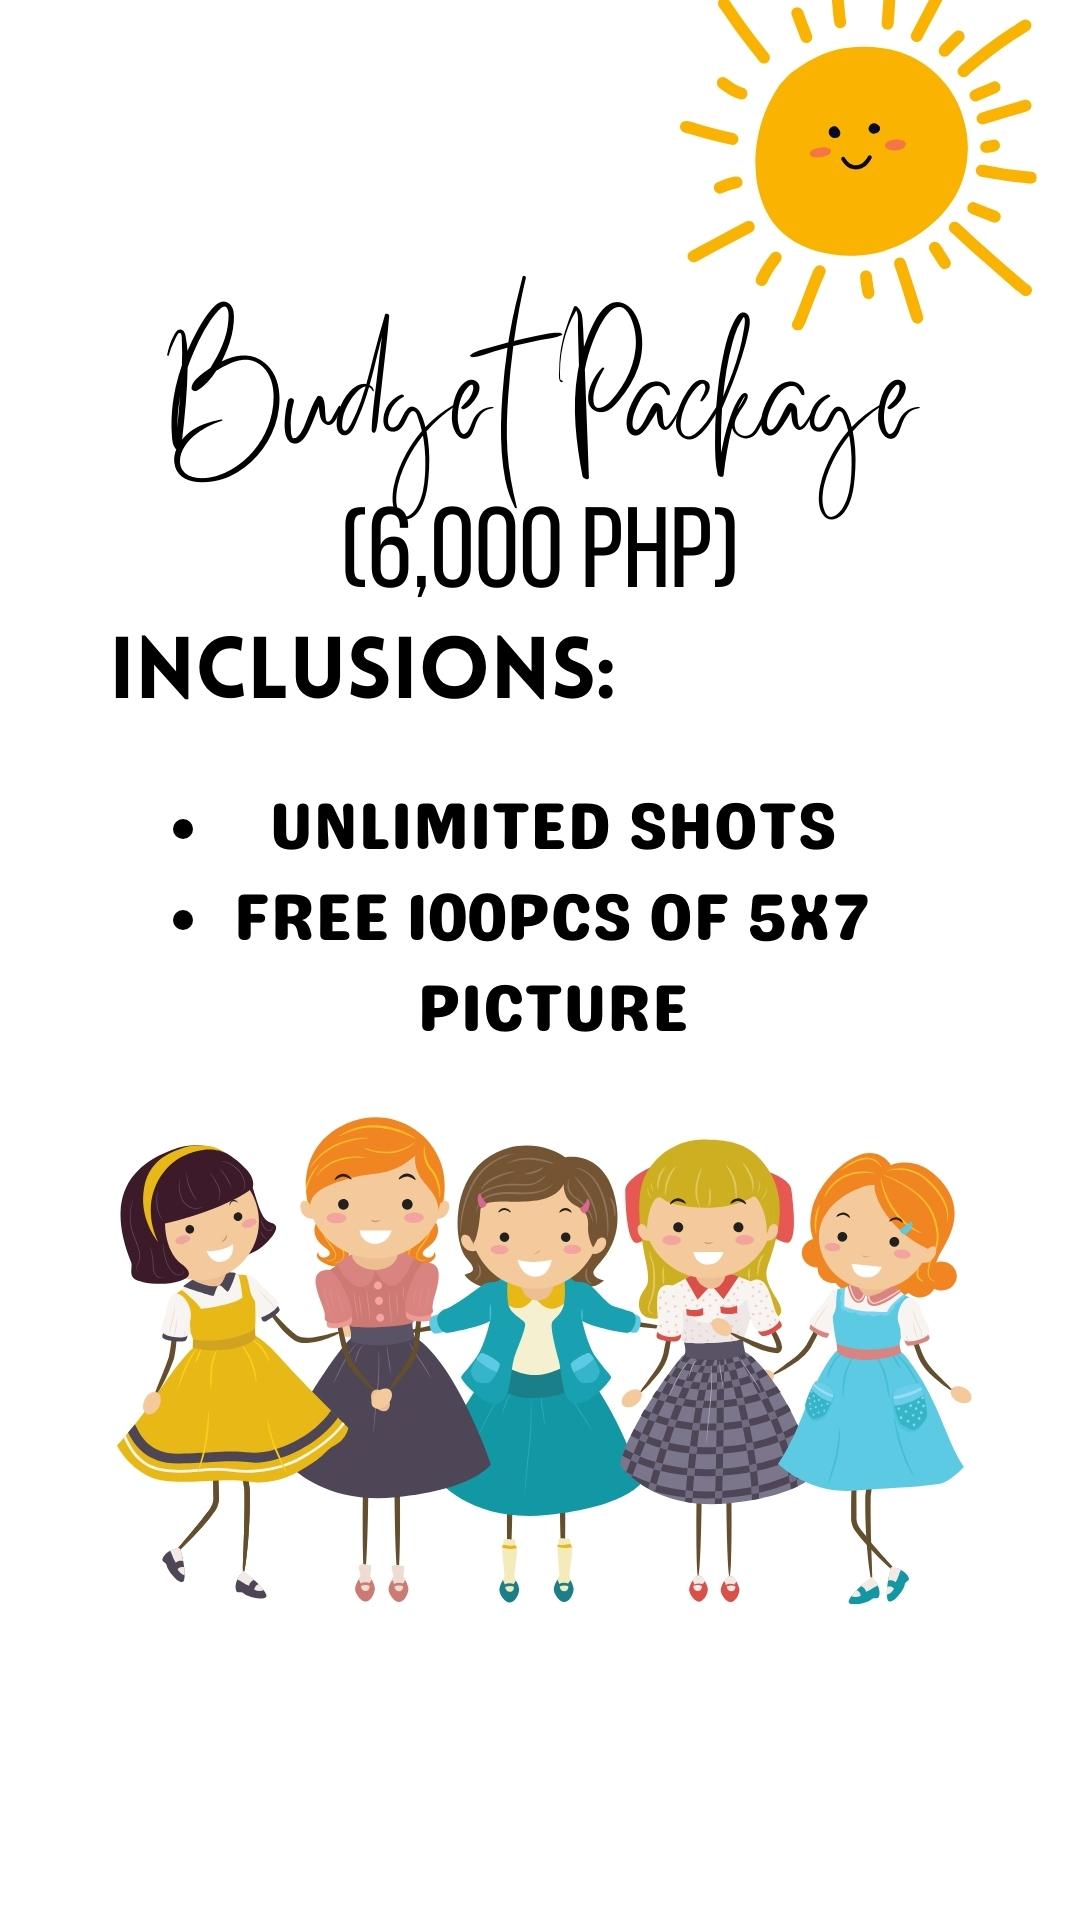 Budget Package
(6,000 PHP)
INCLUSIONS:
• UNLIMITED SHOTS
• FREE 100PCS OF 5X7
PICTURE